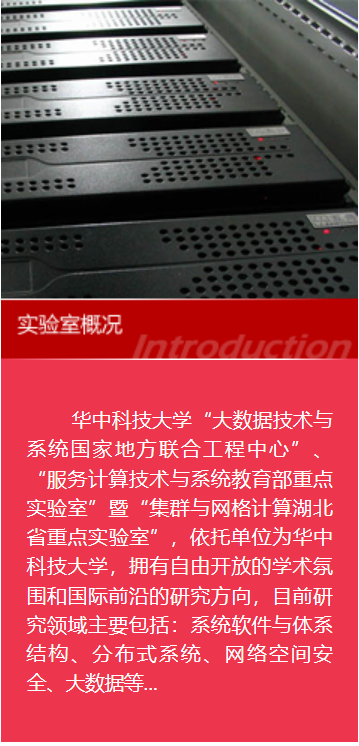 实验室概况
Introduction
华中科技大学“大数据技术与
系统国家地方联合工程中心”、
“服务计算技术与系统教育部重点
实验室”暨“集群与网格计算湖北
省重点实验室”，依托单位为华中
科技大学，拥有自由开放的学术氛
围和国际前沿的研究方向，目前研
究领域主要包括：系统软件与体系
结构、分布式系统、网络空间安
全、大数据等...